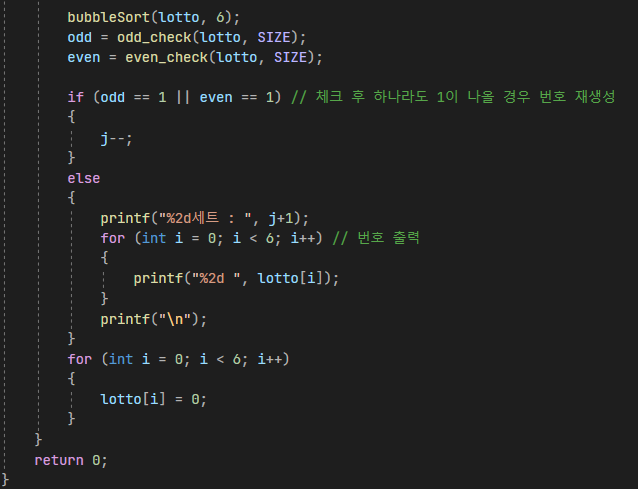 bubbleSort(lotto, 6);
odd = odd_check(lotto, SIZE);
even = even_check(lotto, SIZE);
if (odd == 1 || even == 1) // 체크 후 하나라도 1이 나올 경우 번호 재생성
{
j--;
}
else
{
printf("%2d세트 : ", j+1);
for (int i = 0; i < 6; i++) // 번호 출력
{
printf("%2d ", lotto[i]);
}
printf("\n");
}
for (int i = 0; i < 6; i++)
{
lotto[i] = 0;
}
}
return 0;
}